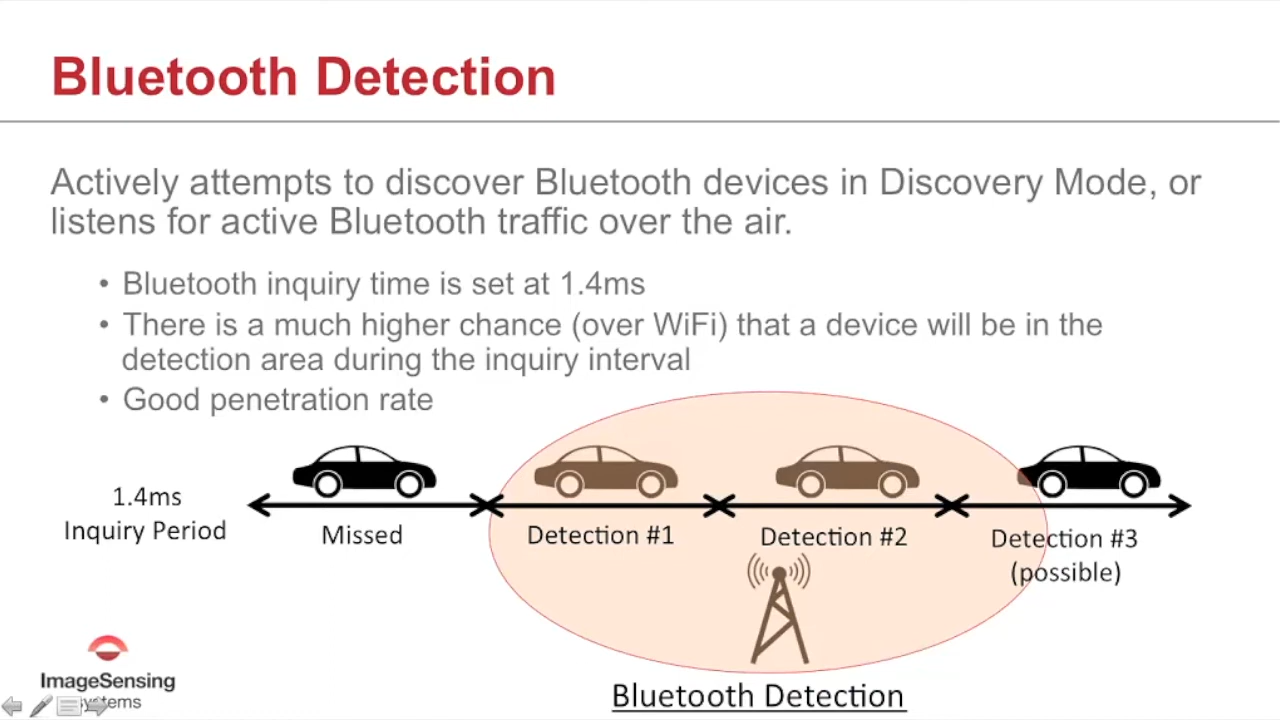 Bluetooth Detection
Actively attempts to discover Bluetooth devices in Discovery Mode, or
listens for active Bluetooth traffic over the air.
• Bluetooth inquiry time is set at 1.4ms
• There is a much higher chance (over WiFi) that a device will be in the
detection area during the inquiry interval
• Good penetration rate
1.4ms
Inquiry Period
Missed
Detection #1
Detection #2
Detection #3
(possible)
ImageSensing
Systems
Bluetooth Detection